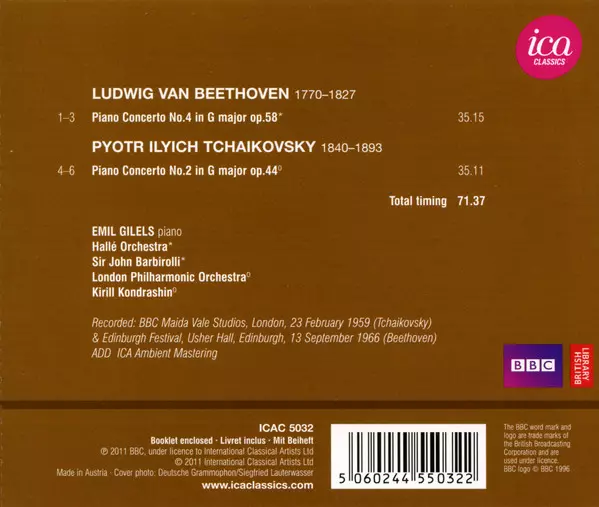 ica
CLASSICS
LUDWIG VAN BEETHOVEN 1770–1827
1–3 Piano Concerto No.4 in G major op.58* 35.15
PYOTR ILYICH TCHAIKOVSKY 1840–1893
4–6 Piano Concerto No.2 in G major op.44º 35.11
Total timing 71.37
EMIL GILELS piano
Hallé Orchestra*
Sir John Barbirolli*
London Philharmonic Orchestraº
Kirill Kondrashinº
Recorded: BBC Maida Vale Studios, London, 23 February 1959 (Tchaikovsky)
& Edinburgh Festival, Usher Hall, Edinburgh, 13 September 1966 (Beethoven)
ADD ICA Ambient Mastering
BBC
BRITISH
LIBRARY
ICAC 5032
Booklet enclosed · Livret inclus · Mit Beiheft
℗ 2011 BBC, under licence to International Classical Artists Ltd
© 2011 International Classical Artists Ltd
Made in Austria · Cover photo: Deutsche Grammophon/Siegfried Lauterwasser
www.icaclassics.com
5 060244 550322
The BBC word mark and
logo are trade marks of
the British Broadcasting
Corporation and are
used under licence.
BBC logo © BBC 1996